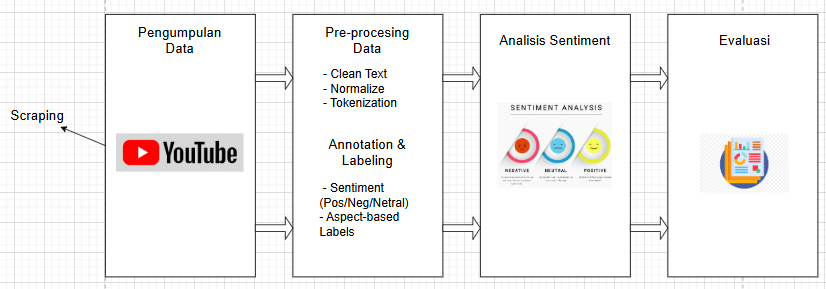 Scraping
Pengumpulan
Data
YouTube
Pre-procesing
Data
- Clean Text
- Normalize
- Tokenization
Annotation &
Labeling
- Sentiment
(Pos/Neg/Netral)
- Aspect-based
Labels
Analisis Sentiment
SENTIMENT ANALYSIS
NEGATIVE
NEUTRAL
POSITIVE
Evaluasi